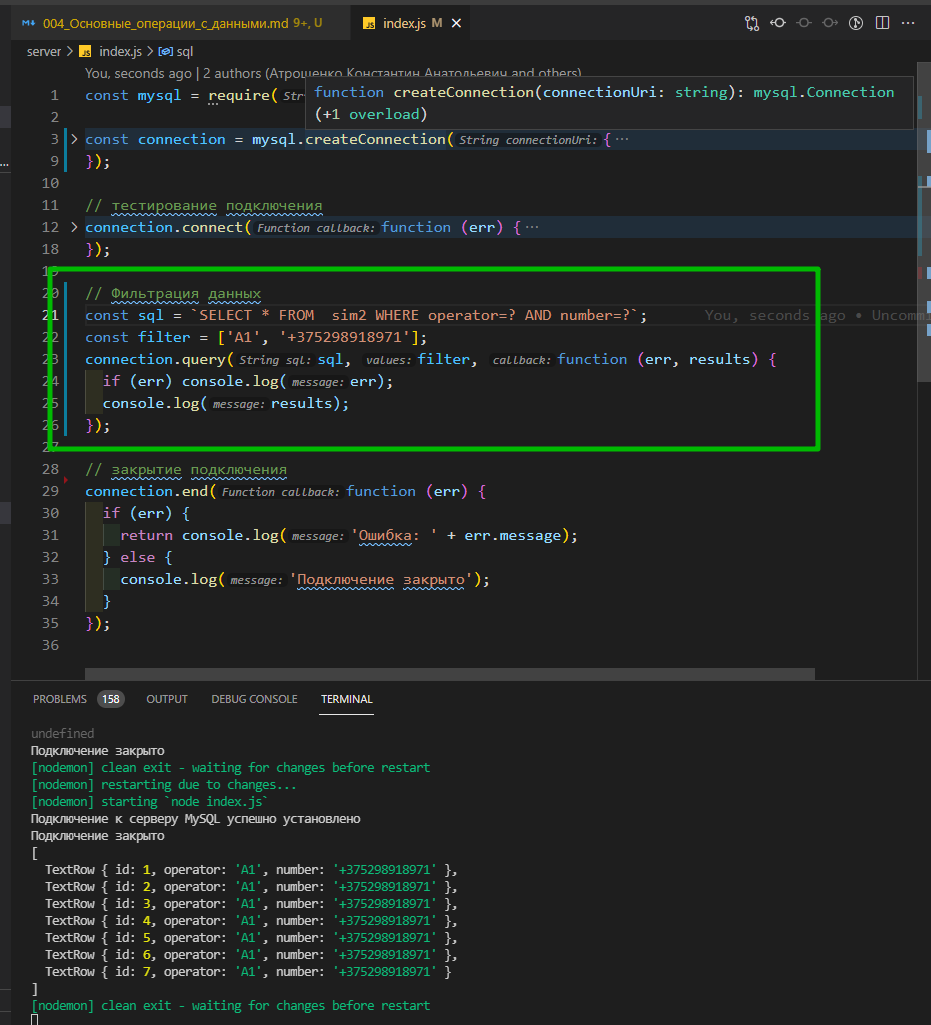 004_Основные_операции_с_данными.md 9+, U
index.js M
server > index.js > sql
You, seconds ago | 2 authors (Атрощенко Константин Анатольевич and others)
1 const mysql = require( Str
function createConnection(connectionUri: string): mysql.Connection
(+1 overload)
2
3 const connection = mysql.createConnection( String connectionUri: { ···
9 });
10
11 // тестирование подключения
12 connection.connect( Function callback: function (err) { ···
18 });
19
20 // Фильтрация данных
21 const sql = `SELECT * FROM  sim2 WHERE operator=? AND number=?`; You, seconds ago • Uncommi
22 const filter = ['A1', '+375298918971'];
23 connection.query( String sql: sql, values: filter, callback: function (err, results) {
24 if (err) console.log( message: err);
25 console.log( message: results);
26 });
27
28 // закрытие подключения
29 connection.end( Function callback: function (err) {
30 if (err) {
31 return console.log( message: 'Ошибка: ' + err.message);
32 } else {
33 console.log( message: 'Подключение закрыто');
34 }
35 });
36
PROBLEMS 158 OUTPUT DEBUG CONSOLE TERMINAL
undefined
Подключение закрыто
[nodemon] clean exit - waiting for changes before restart
[nodemon] restarting due to changes...
[nodemon] starting `node index.js`
Подключение к серверу MySQL успешно установлено
Подключение закрыто
[
TextRow { id: 1, operator: 'A1', number: '+375298918971' },
TextRow { id: 2, operator: 'A1', number: '+375298918971' },
TextRow { id: 3, operator: 'A1', number: '+375298918971' },
TextRow { id: 4, operator: 'A1', number: '+375298918971' },
TextRow { id: 5, operator: 'A1', number: '+375298918971' },
TextRow { id: 6, operator: 'A1', number: '+375298918971' },
TextRow { id: 7, operator: 'A1', number: '+375298918971' }
]
[nodemon] clean exit - waiting for changes before restart